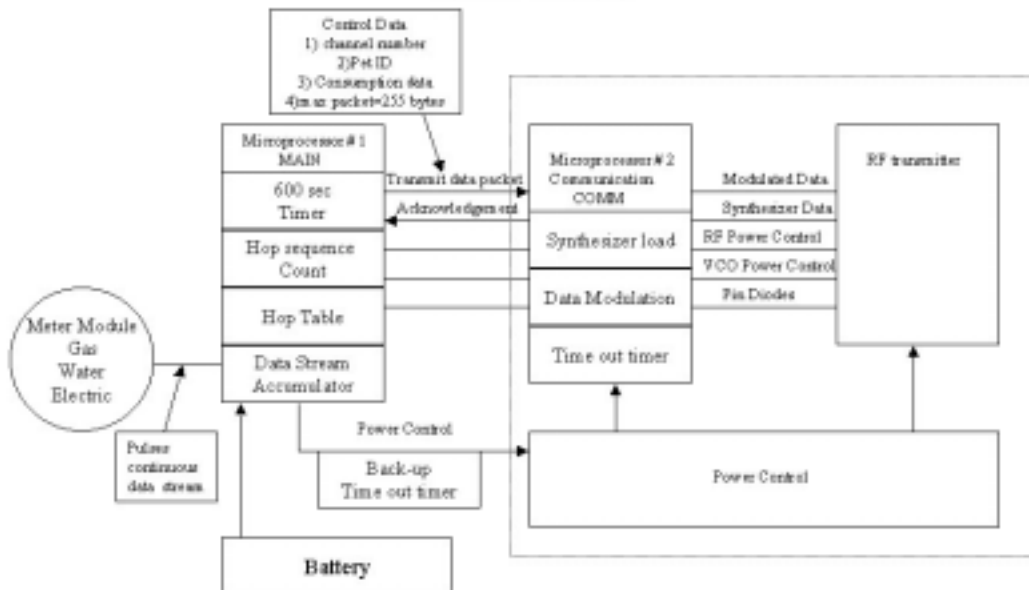 Control Data
1) channel number
2)Pet ID
3) Consumption data
4)max packet=255 bytes
Microprocessor # 1
MAIN
600 sec
Timer
Hop sequence
Count
Hop Table
Data Stream
Accumulator
Transmit data packet
Acknowledgement
Microprocessor # 2
Communication
COMM
Synthesizer load
Data Modulation
Time out timer
Modulated Data
Synthesizer Data
RF Power Control
VCO Power Control
Pin Diodes
RF transmitter
Meter Module
Gas
Water
Electric
Pulses
continuous
data stream
Power Control
Back-up
Time out timer
Power Control
Battery